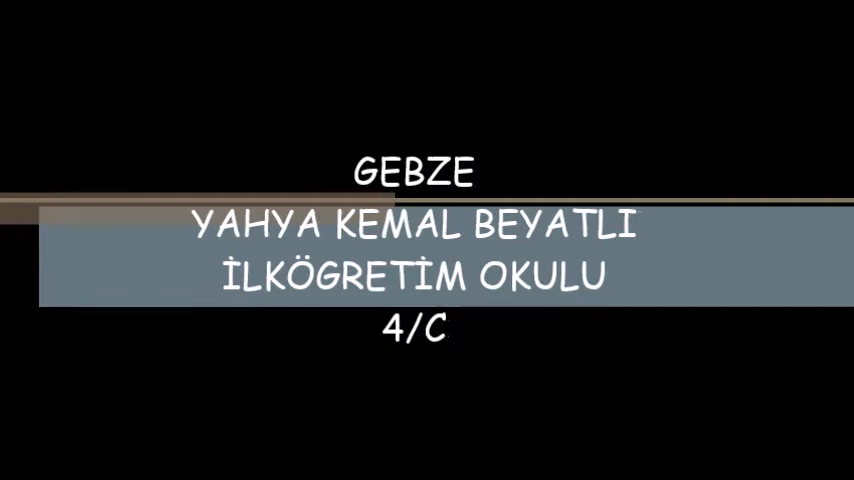 GEBZE
YAHYA KEMAL BEYATLI
İLKÖGRETİM OKULU
4/C